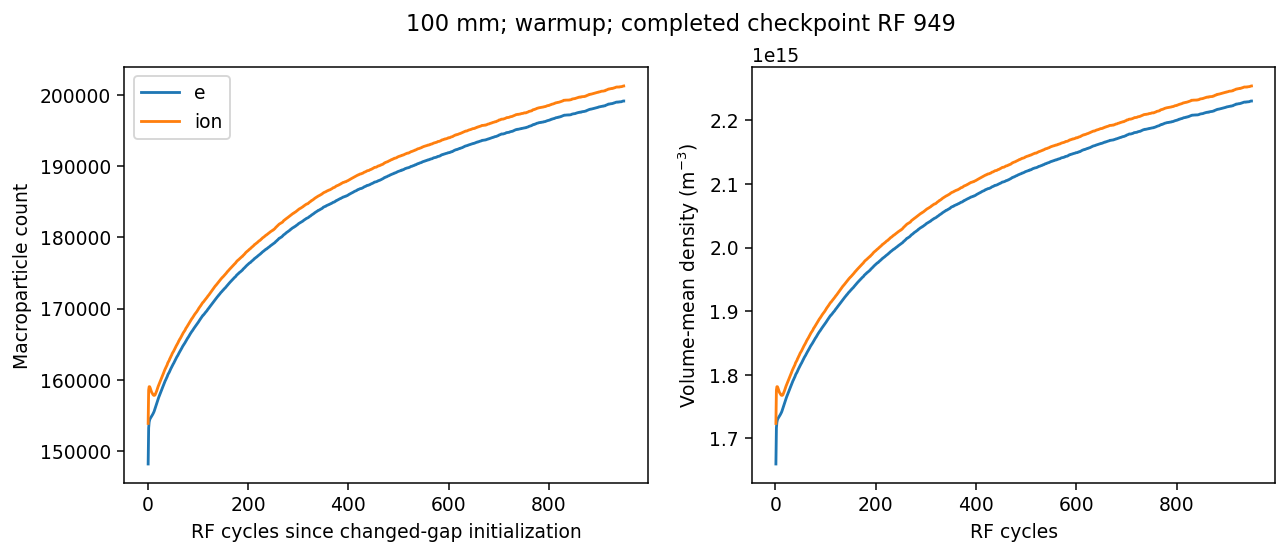 100 mm; warmup; completed checkpoint RF 949
Macroparticle count
200000
190000
180000
170000
160000
150000
e
ion
0
200
400
600
800
RF cycles since changed-gap initialization
1e15
Volume-mean density (m⁻³)
2.2
2.1
2.0
1.9
1.8
1.7
0
200
400
600
800
RF cycles